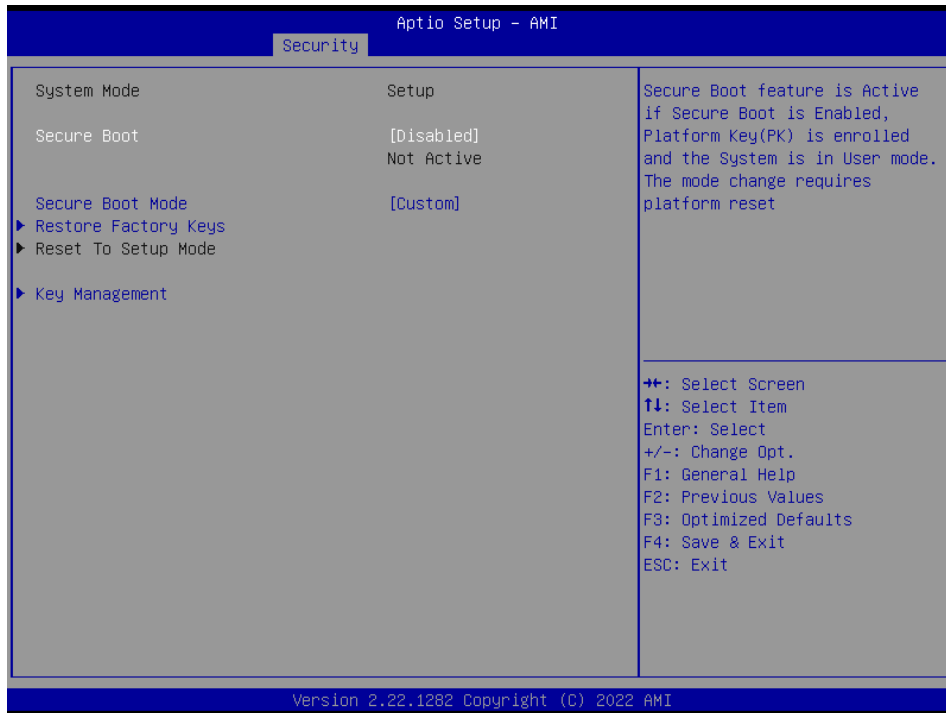 Aptio Setup – AMI
Security
System Mode Setup
Secure Boot [Disabled]
Not Active
Secure Boot Mode [Custom]
▶ Restore Factory Keys
▶ Reset To Setup Mode
▶ Key Management
Secure Boot feature is Active
if Secure Boot is Enabled,
Platform Key(PK) is enrolled
and the System is in User mode.
The mode change requires
platform reset
→←: Select Screen
↑↓: Select Item
Enter: Select
+/-: Change Opt.
F1: General Help
F2: Previous Values
F3: Optimized Defaults
F4: Save & Exit
ESC: Exit
Version 2.22.1282 Copyright (C) 2022 AMI